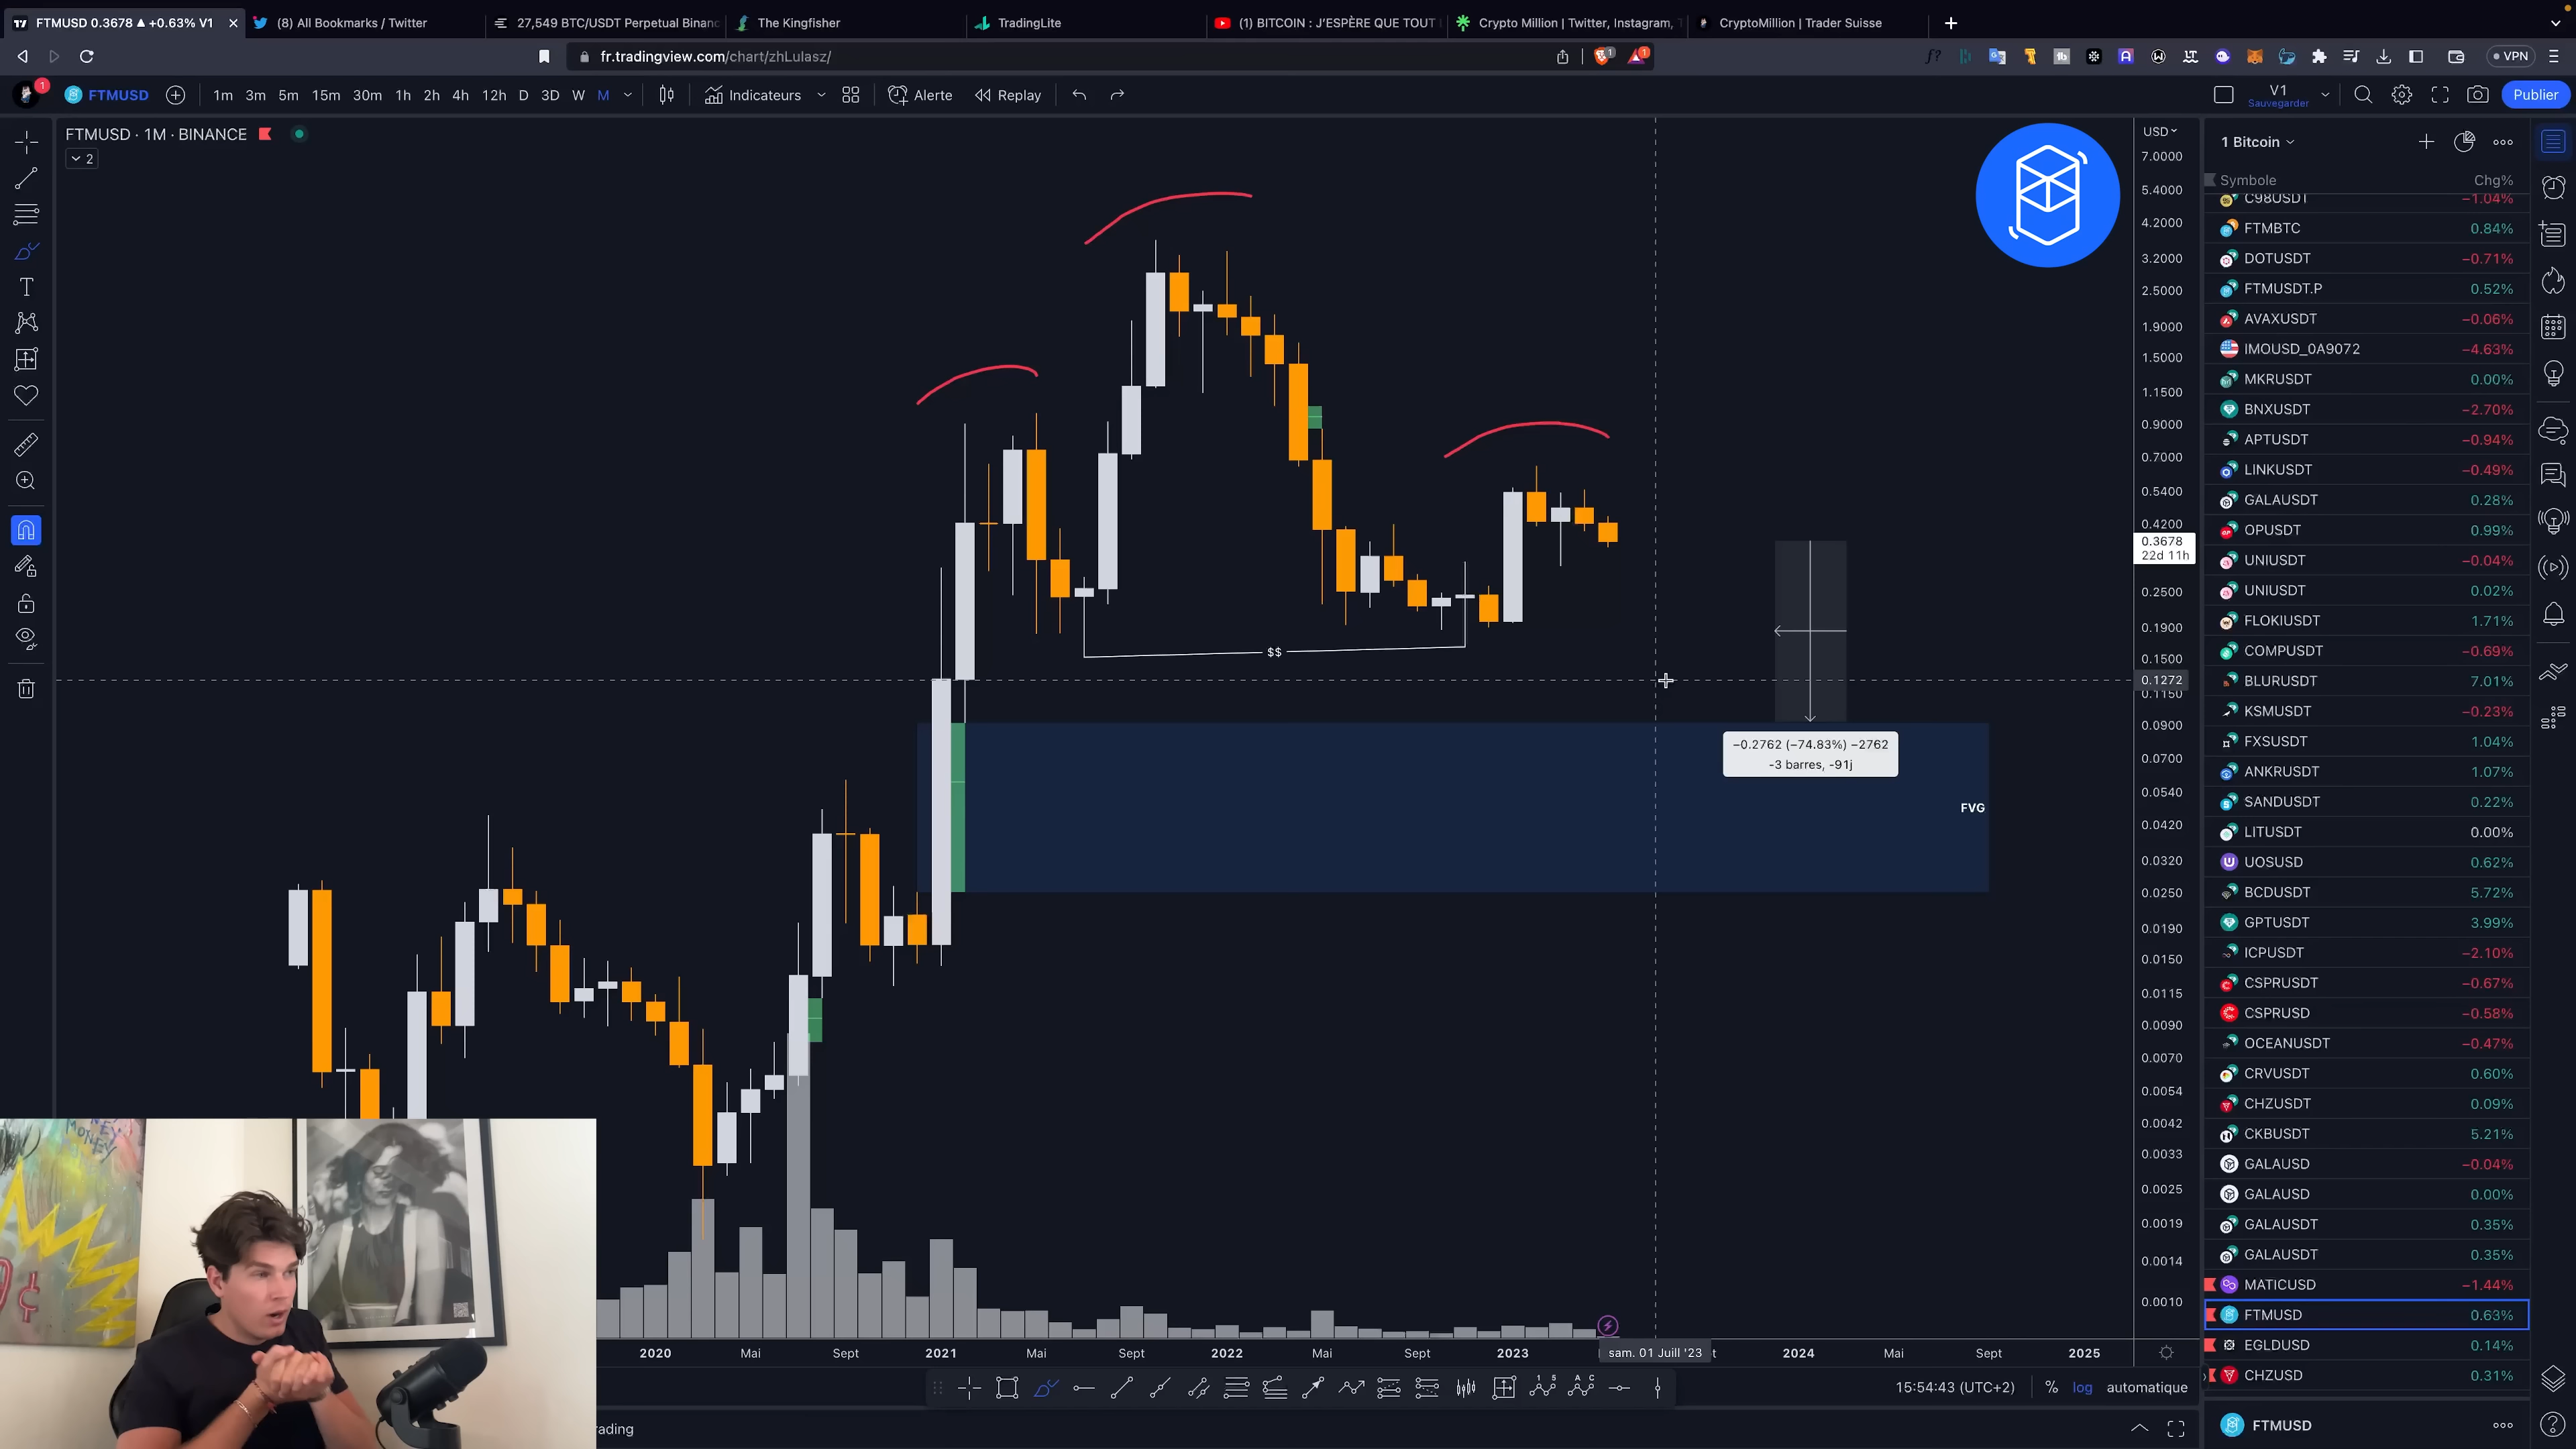 FTMUSD 0.3678 ▲ +0.63% V1
(8) All Bookmarks / Twitter
27,549 BTC/USDT Perpetual Binanc
The Kingfisher
TradingLite
(1) BITCOIN : J'ESPÈRE QUE TOUT
Crypto Million | Twitter, Instagram, T
CryptoMillion | Trader Suisse
fr.tradingview.com/chart/zhLulasz/
1
1
VPN
1
FTMUSD
1m 3m 5m 15m 30m 1h 2h 4h 12h D 3D W M
Indicateurs
Alerte
Replay
V1
Sauvegarder
Publier
FTMUSD · 1M · BINANCE
2
USD
7.0000
5.4000
4.2000
3.2000
2.5000
1.9000
1.5000
1.1500
0.9000
0.7000
0.5400
0.4200
0.3678
22d 11h
0.2500
0.1900
0.1500
0.1272
0.1150
0.0900
0.0700
0.0540
0.0420
0.0320
0.0250
0.0190
0.0150
0.0115
0.0090
0.0070
0.0054
0.0042
0.0033
0.0025
0.0019
0.0014
0.0010
$$
−0.2762 (−74.83%) −2762
-3 barres, -91j
FVG
2020 Mai Sept 2021 Mai Sept 2022 Mai Sept 2023 sam. 01 Juill '23 2024 Mai Sept 2025
15:54:43 (UTC+2) % log automatique
ading
1 Bitcoin
Symbole Chg%
C98USDT −1.04%
FTMBTC 0.84%
DOTUSDT −0.71%
FTMUSDT.P 0.52%
AVAXUSDT −0.06%
IMOUSD_0A9072 −4.63%
MKRUSDT 0.00%
BNXUSDT −2.70%
APTUSDT −0.94%
LINKUSDT −0.49%
GALAUSDT 0.28%
OPUSDT 0.99%
UNIUSDT −0.04%
UNIUSDT 0.02%
FLOKIUSDT 1.71%
COMPUSDT −0.69%
BLURUSDT 7.01%
KSMUSDT −0.23%
FXSUSDT 1.04%
ANKRUSDT 1.07%
SANDUSDT 0.22%
LITUSDT 0.00%
UOSUSD 0.62%
BCDUSDT 5.72%
GPTUSDT 3.99%
ICPUSDT −2.10%
CSPRUSDT −0.67%
CSPRUSD −0.58%
OCEANUSDT −0.47%
CRVUSDT 0.60%
CHZUSDT 0.09%
CKBUSDT 5.21%
GALAUSD −0.04%
GALAUSD 0.00%
GALAUSDT 0.35%
GALAUSDT 0.35%
MATICUSD −1.44%
FTMUSD 0.63%
EGLDUSD 0.14%
CHZUSD 0.31%
FTMUSD
MONEY